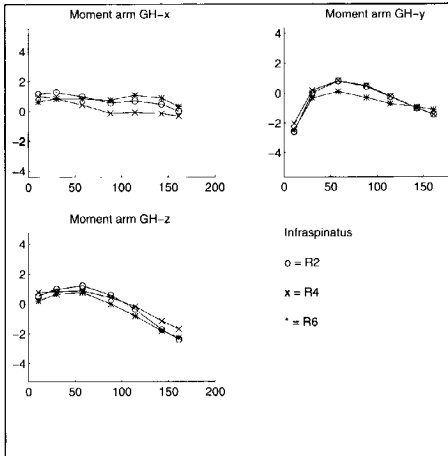 Moment arm GH-x
4
2
0
-2
-4
0 50 100 150 200
Moment arm GH-y
4
2
0
-2
-4
0 50 100 150
Moment arm GH-z
4
2
0
-2
-4
0 50 100 150 200
Infraspinatus
o = R2
x = R4
* = R6